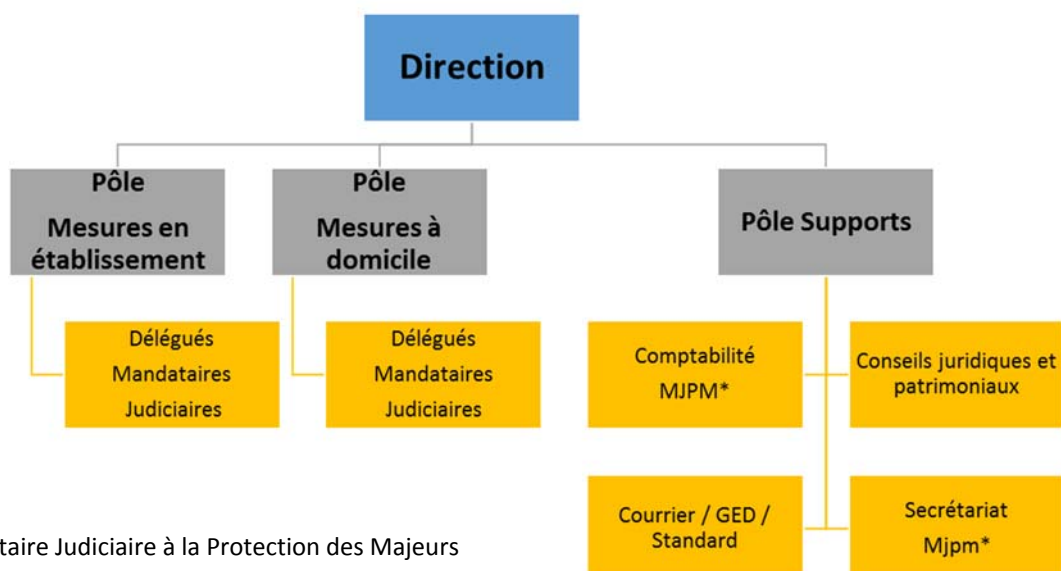 Direction
Pôle
Mesures en
établissement
Pôle
Mesures à
domicile
Pôle Supports
Délégués
Mandataires
Judiciaires
Délégués
Mandataires
Judiciaires
Comptabilité
MJPM*
Conseils juridiques et
patrimoniaux
Courrier / GED /
Standard
Secrétariat
Mjpm*
taire Judiciaire à la Protection des Majeurs